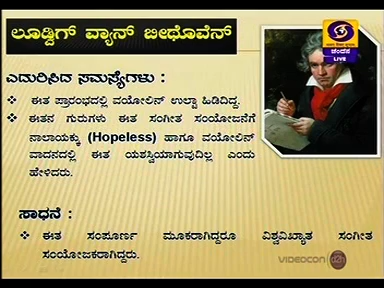 ಲೂಡ್ವಿಗ್ ವ್ಯಾನ್ ಬೀಥೊವೆನ್
ಚಂದನ
LIVE
ಎದುರಿಸಿದ ಸಮಸ್ಯೆಗಳು :
ಈತ ಪ್ರಾರಂಭದಲ್ಲಿ ವಯೋಲಿನ್ ಉಲ್ಟಾ ಹಿಡಿದಿದ್ದ.
ಈತನ ಗುರುಗಳು ಈತ ಸಂಗೀತ ಸಂಯೋಜನೆಗೆ
ನಾಲಾಯಕ್ಕು (Hopeless) ಹಾಗೂ ವಯೋಲಿನ್
ವಾದನದಲ್ಲಿ ಈತ ಯಶಸ್ವಿಯಾಗುವುದಿಲ್ಲ ಎಂದು
ಹೇಳಿದರು.
ಸಾಧನೆ :
ಈತ ಸಂಪೂರ್ಣ ಮೂಕರಾಗಿದ್ದರೂ ವಿಶ್ವವಿಖ್ಯಾತ ಸಂಗೀತ
ಸಂಯೋಜಕರಾಗಿದ್ದರು.
VIDEOCON d2h